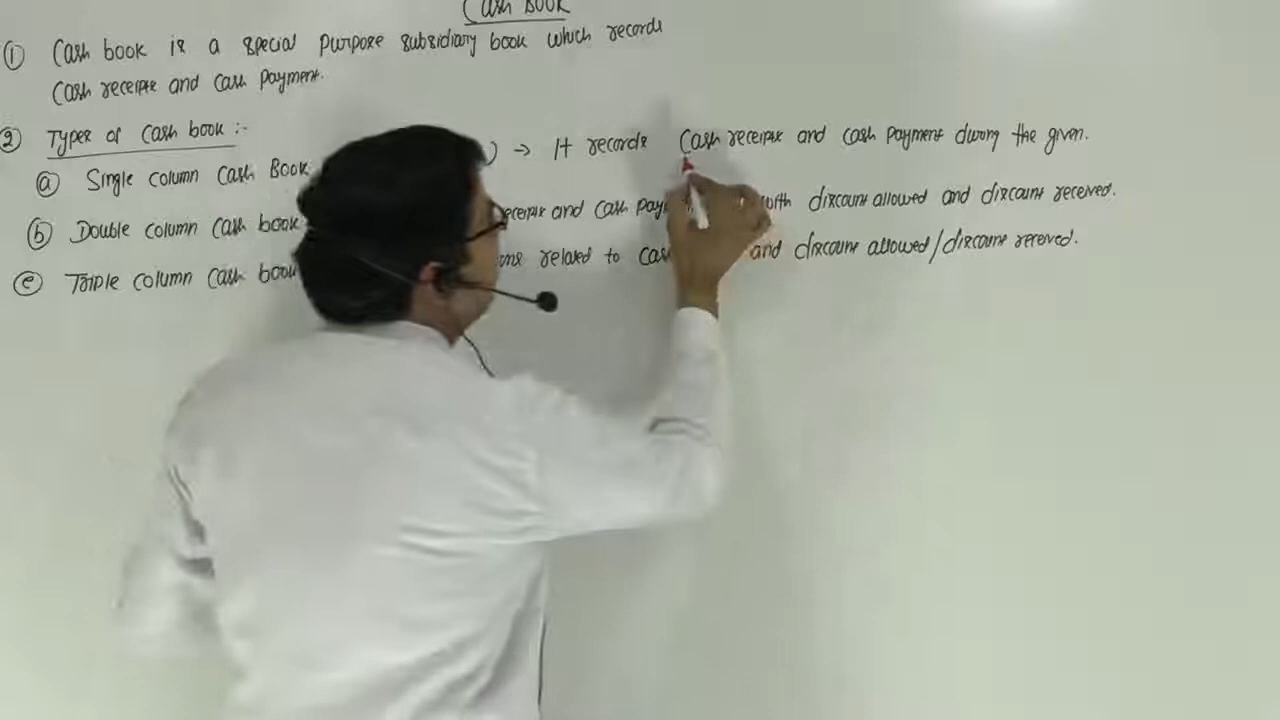 Cash Book
① Cash book is a special purpose subsidiary book which records
Cash receipts and cash payment.
② Types of cash book :-
ⓐ Single column Cash Book ) → It records Cash receipts and cash payment during the given.
ⓑ Double column Cash book receipts and cash with discount allowed and discount received.
ⓒ Triple column cash book related to cash and discount allowed/discount received.